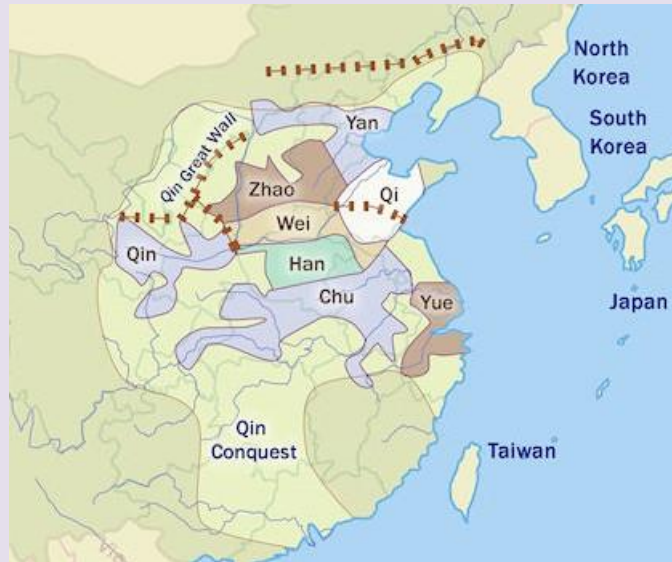 North
Korea
Yan
South
Korea
Qin Great Wall
Zhao
Qi
Wei
Qin
Han
Chu
Yue
Japan
Qin
Conquest
Taiwan